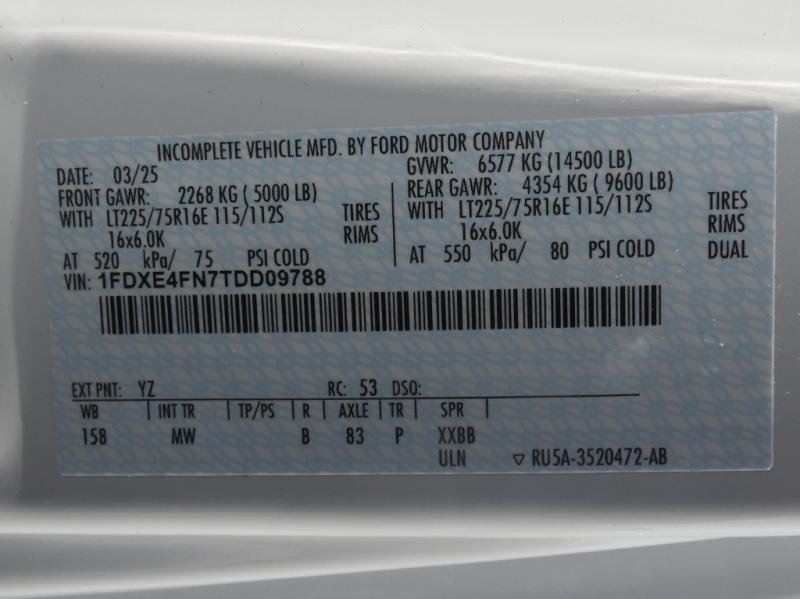 INCOMPLETE VEHICLE MFD. BY FORD MOTOR COMPANY
DATE: 03/25 GVWR: 6577 KG (14500 LB)
FRONT GAWR: 2268 KG ( 5000 LB) REAR GAWR: 4354 KG ( 9600 LB)
WITH LT225/75R16E 115/112S TIRES WITH LT225/75R16E 115/112S TIRES
16x6.0K RIMS 16x6.0K RIMS
AT 520 kPa/ 75 PSI COLD AT 550 kPa/ 80 PSI COLD DUAL
VIN: 1FDXE4FN7TDD09788
EXT PNT: YZ RC: 53 DSO:
WB INT TR TP/PS R AXLE TR SPR
158 MW B 83 P XXBB
ULN ▽ RU5A-3520472-AB